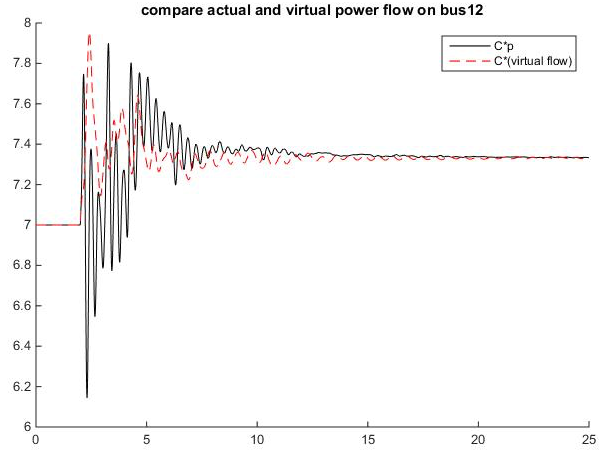 compare actual and virtual power flow on bus12
8
7.8
7.6
7.4
7.2
7
6.8
6.6
6.4
6.2
6
C*p
C*(virtual flow)
0 5 10 15 20 25